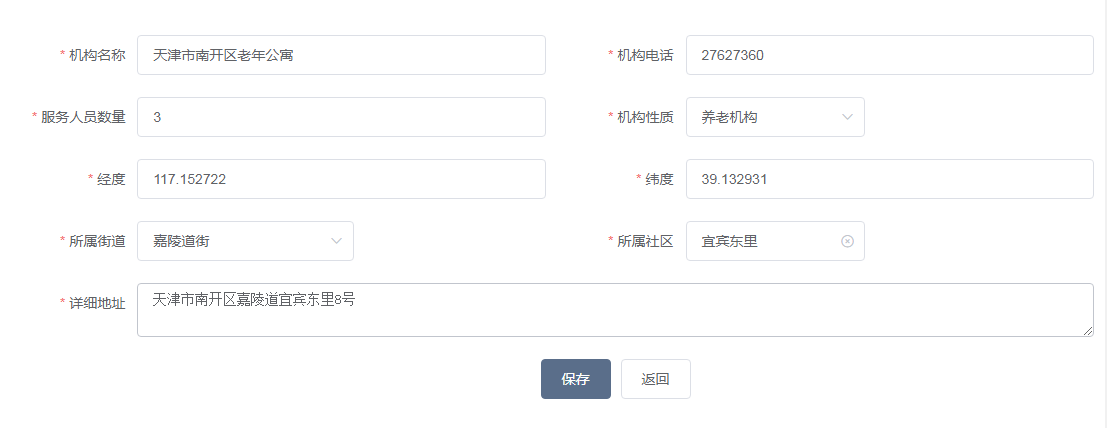 * 机构名称 天津市南开区老年公寓 * 机构电话 27627360
* 服务人员数量 3 * 机构性质 养老机构
* 经度 117.152722 * 纬度 39.132931
* 所属街道 嘉陵道街 * 所属社区 宜宾东里
* 详细地址 天津市南开区嘉陵道宜宾东里8号
保存 返回